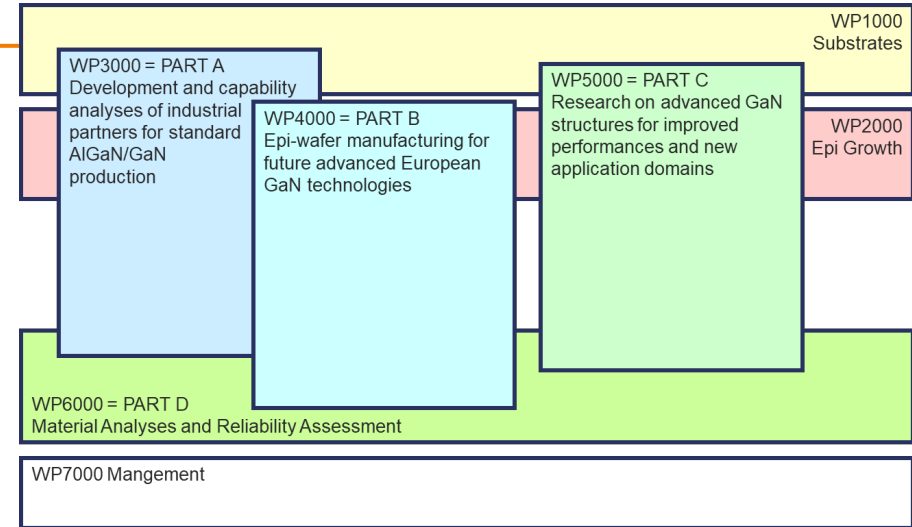 WP1000
Substrates
WP3000 = PART A
Development and capability
analyses of industrial
partners for standard
AlGaN/GaN
production
WP4000 = PART B
Epi-wafer manufacturing for
future advanced European
GaN technologies
WP5000 = PART C
Research on advanced GaN
structures for improved
performances and new
application domains
WP2000
Epi Growth
WP6000 = PART D
Material Analyses and Reliability Assessment
WP7000 Mangement